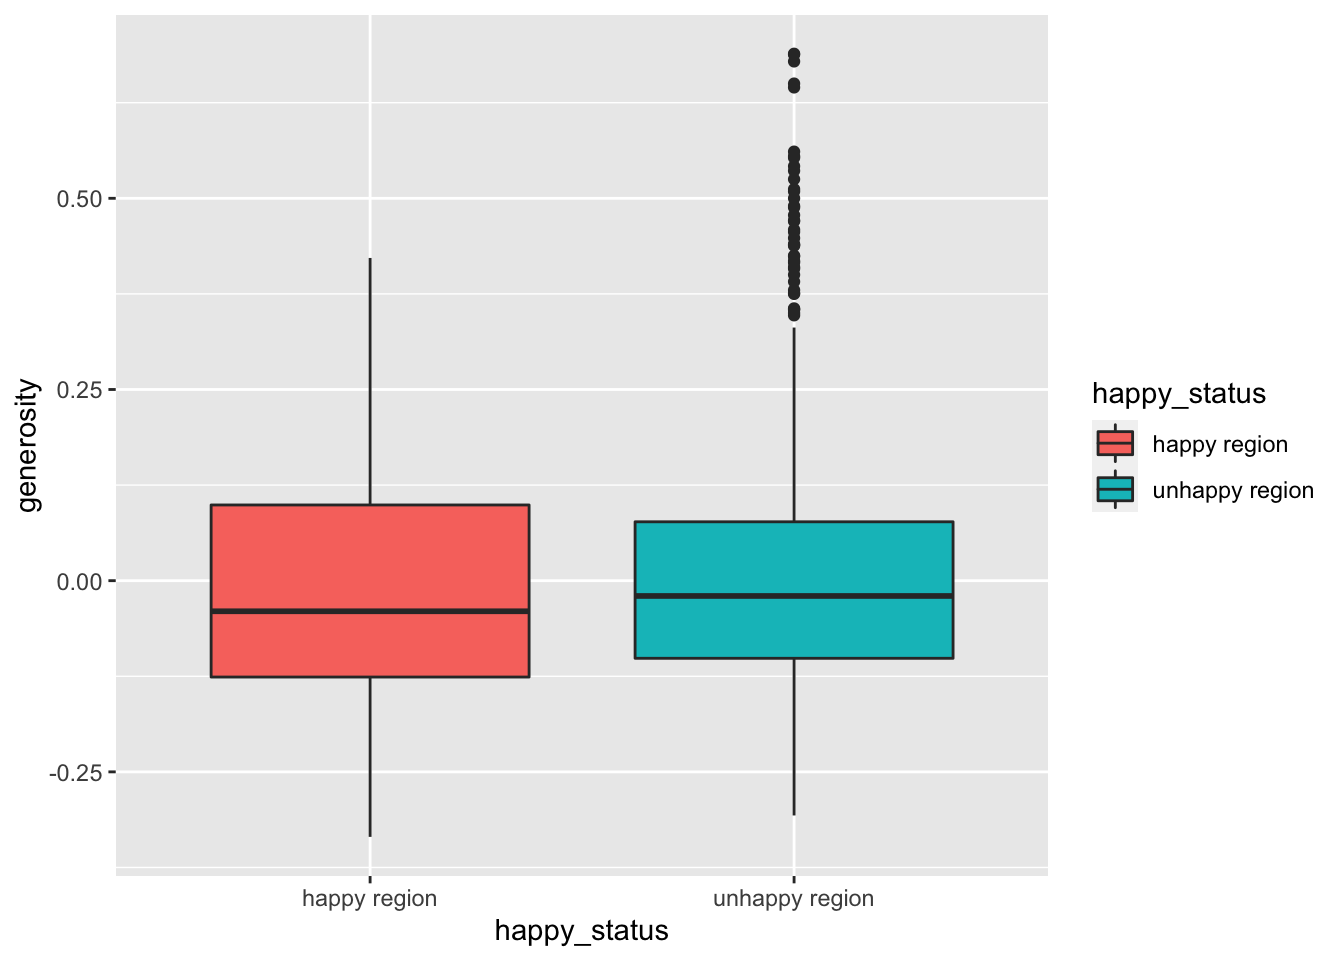 generosity
0.50
0.25
0.00
-0.25
happy region
unhappy region
happy_status
happy_status
happy region
unhappy region